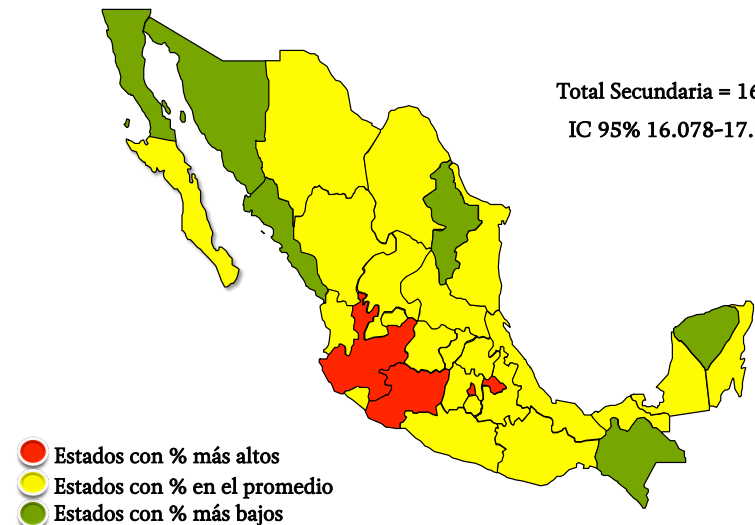 Total Secundaria = 16
IC 95% 16.078-17.
Estados con % más altos
Estados con % en el promedio
Estados con % más bajos